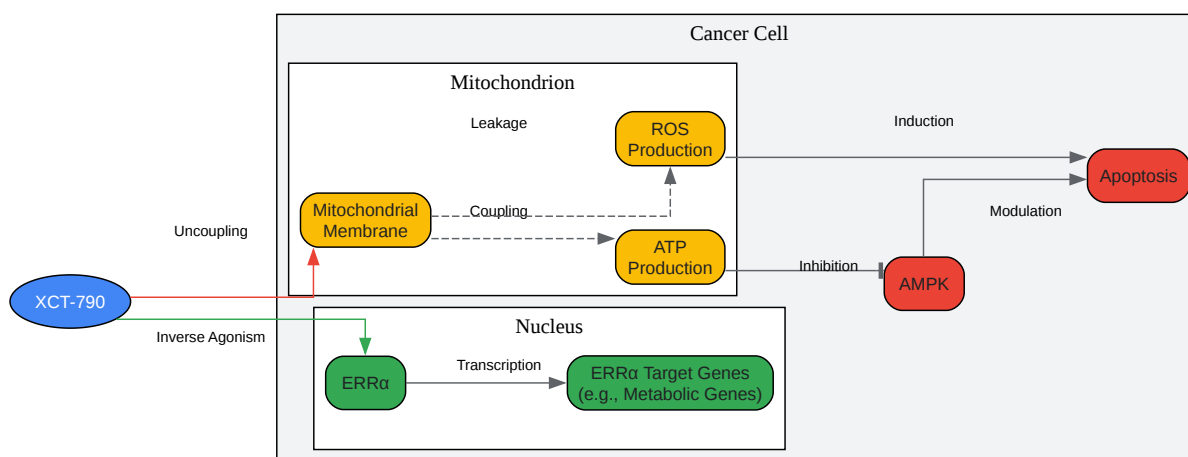 Cancer Cell
Mitochondrion
Leakage
ROS
Production
Induction
Apoptosis
Mitochondrial
Membrane
Coupling
Modulation
Uncoupling
ATP
Production
Inhibition
AMPK
XCT-790
Inverse Agonism
Nucleus
ERRα
Transcription
ERRα Target Genes
(e.g., Metabolic Genes)